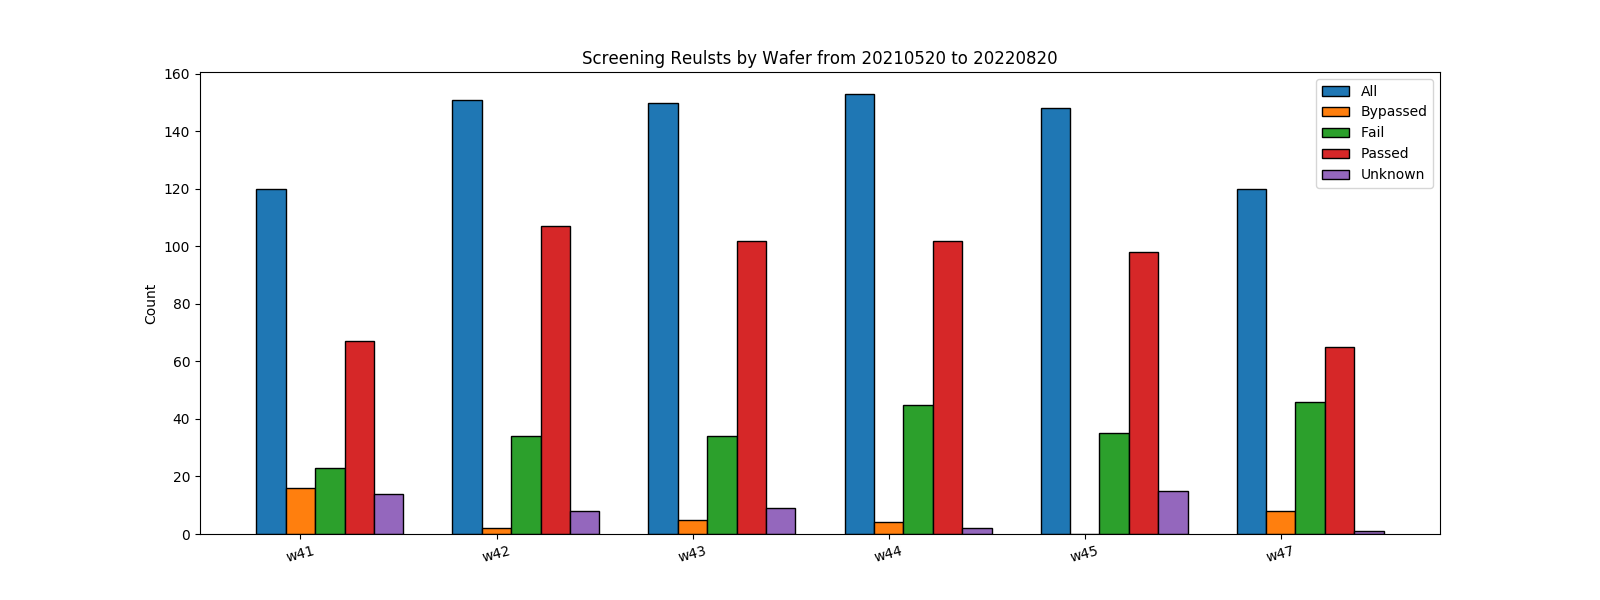 Screening Reulsts by Wafer from 20210520 to 20220820
160
140
120
100
80
60
40
20
0
Count
All
Bypassed
Fail
Passed
Unknown
w41
w42
w43
w44
w45
w47